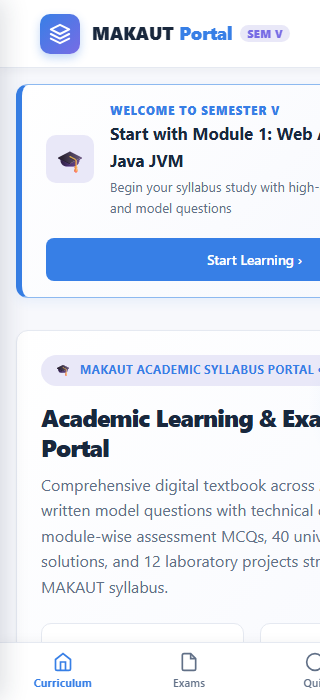 MAKAUT Portal SEM V
WELCOME TO SEMESTER V
Start with Module 1: Web
Java JVM
Begin your syllabus study with high-
and model questions
Start Learning ›
MAKAUT ACADEMIC SYLLABUS PORTAL •
Academic Learning & Exa
Portal
Comprehensive digital textbook across
written model questions with technical
module-wise assessment MCQs, 40 univ
solutions, and 12 laboratory projects str
MAKAUT syllabus.
Curriculum Exams Qui